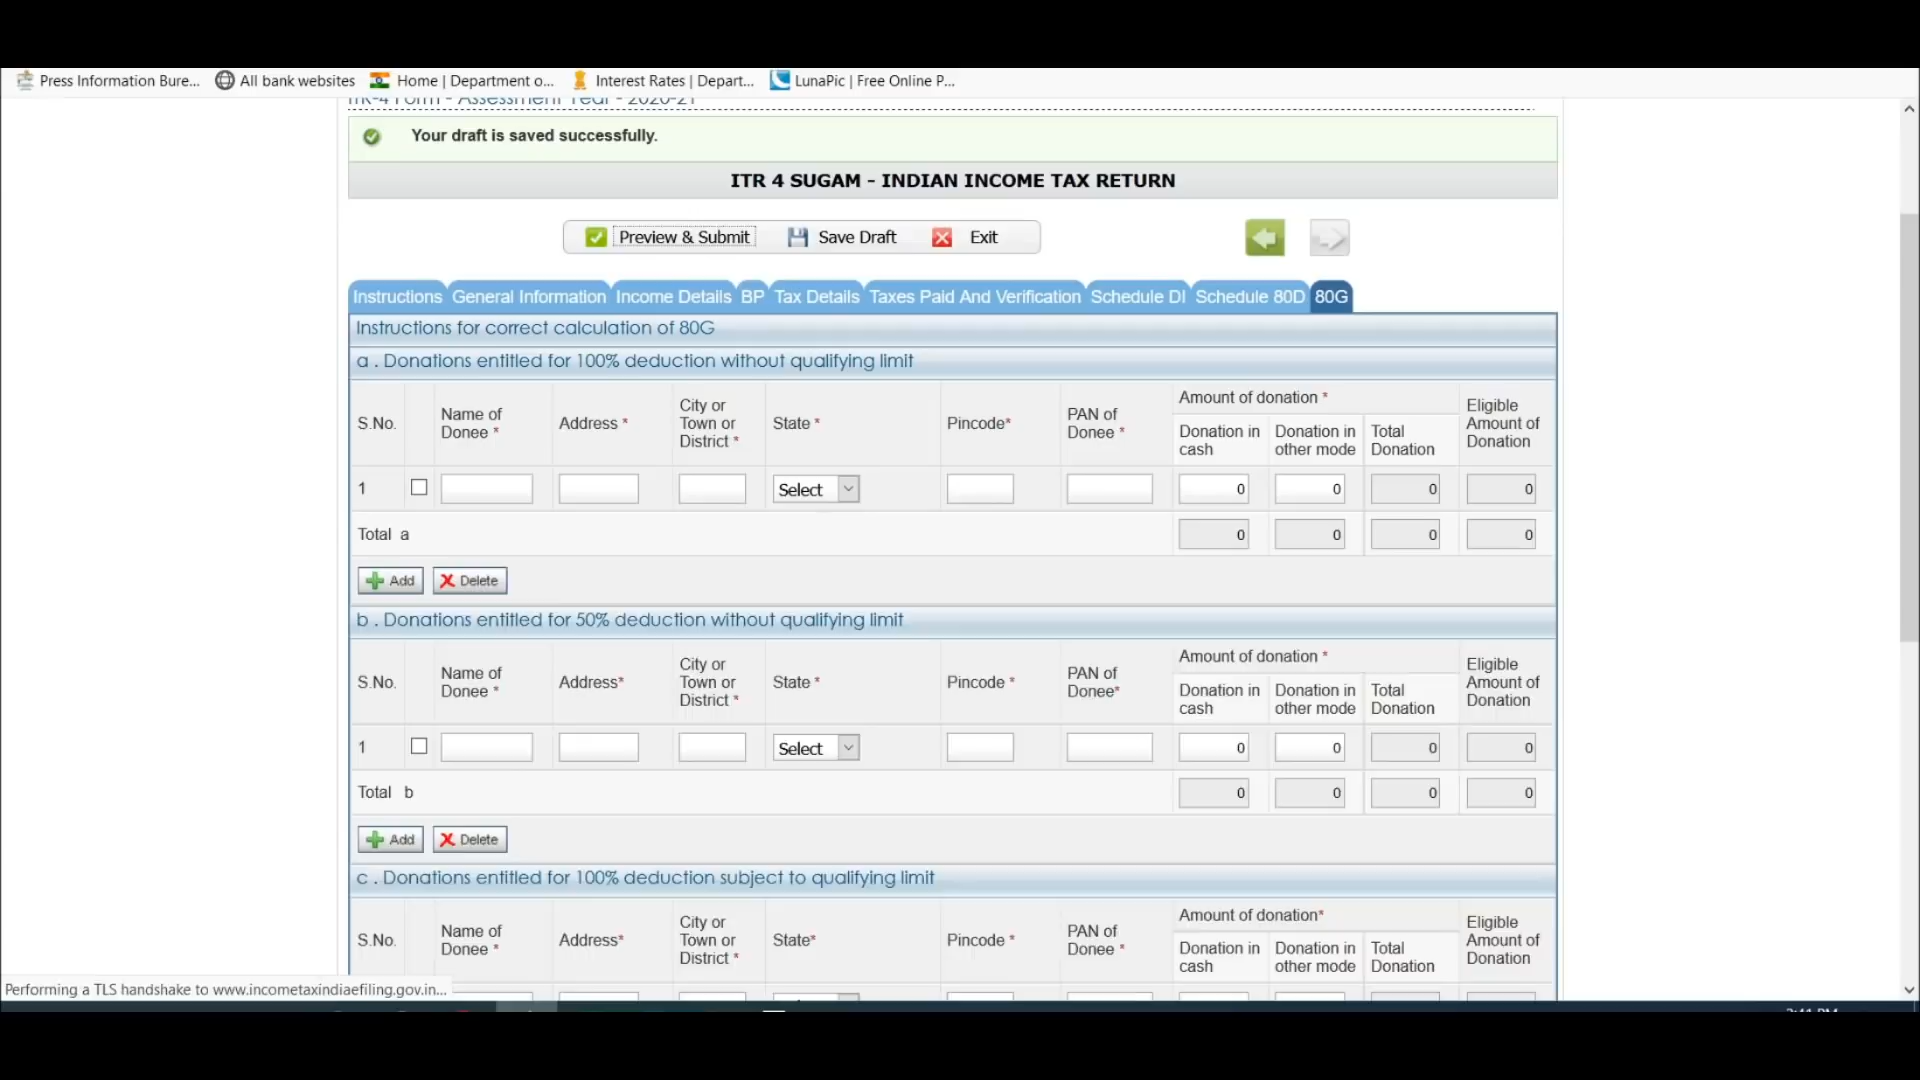 Press Information Bure... All bank websites Home | Department o... Interest Rates | Depart... LunaPic | Free Online P...
ITR-4 Form - Assessment Year - 2020-21
Your draft is saved successfully.
ITR 4 SUGAM - INDIAN INCOME TAX RETURN
Preview & Submit Save Draft Exit
Instructions General Information Income Details BP Tax Details Taxes Paid And Verification Schedule DI Schedule 80D 80G
Instructions for correct calculation of 80G
a . Donations entitled for 100% deduction without qualifying limit
S.No. Name of Donee * Address * City or Town or District * State * Pincode* PAN of Donee * Amount of donation * Eligible Amount of Donation
Donation in cash Donation in other mode Total Donation
1 Select 0 0 0 0
Total a 0 0 0 0
Add Delete
b . Donations entitled for 50% deduction without qualifying limit
S.No. Name of Donee * Address* City or Town or District * State * Pincode * PAN of Donee* Amount of donation * Eligible Amount of Donation
Donation in cash Donation in other mode Total Donation
1 Select 0 0 0 0
Total b 0 0 0 0
Add Delete
c . Donations entitled for 100% deduction subject to qualifying limit
S.No. Name of Donee * Address* City or Town or District * State* Pincode * PAN of Donee * Amount of donation* Eligible Amount of Donation
Donation in cash Donation in other mode Total Donation
Performing a TLS handshake to www.incometaxindiaefiling.gov.in...